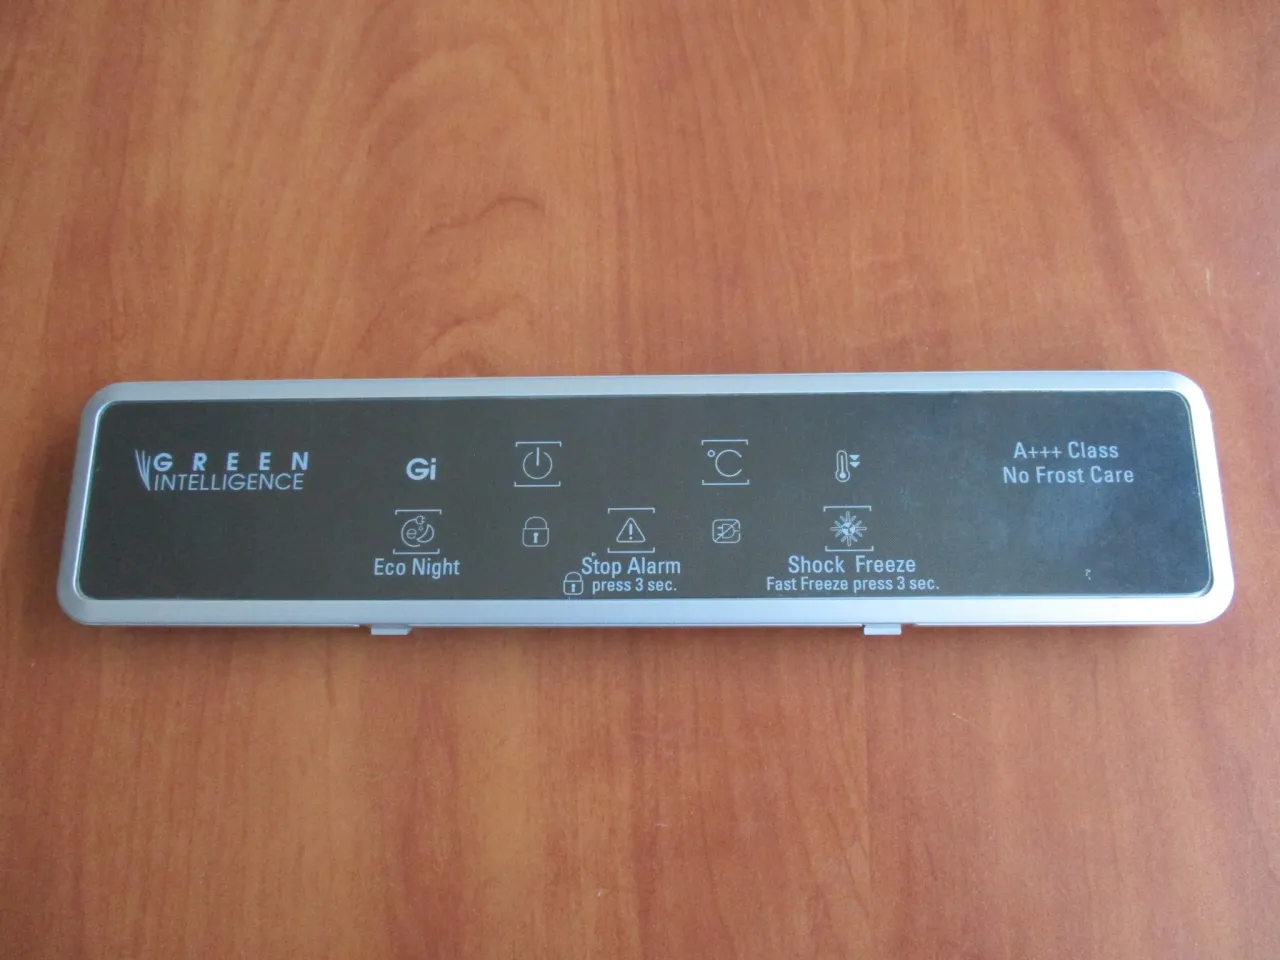 GREEN
INTELLIGENCE
Gi
°C
A+++ Class
No Frost Care
Eco Night
Stop Alarm
press 3 sec.
Shock Freeze
Fast Freeze press 3 sec.